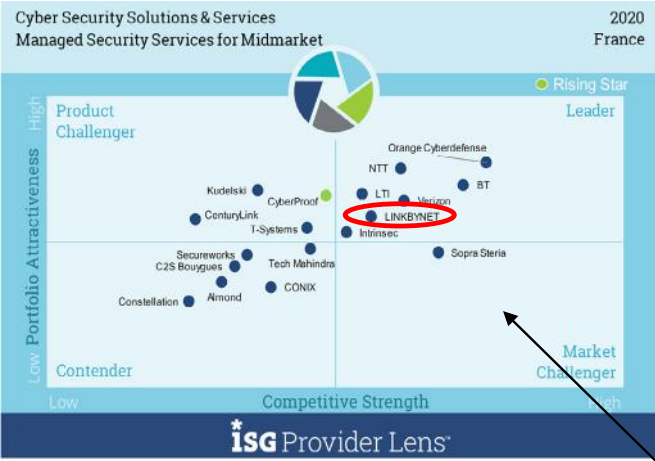 Cyber Security Solutions & Services
Managed Security Services for Midmarket
2020
France
Rising Star
High
Product
Challenger
Leader
Orange Cyberdefense
NTT
BT
Kudelski
CyberProof
LTI
Verizon
CenturyLink
LINKBYNET
T-Systems
Intrinsec
Secureworks
C2S Bouygues
Tech Mahindra
Sopra Steria
Almond
CONIX
Constellation
Portfolio Attractiveness
Low
Contender
Market
Challenger
Low
Competitive Strength
High
ISG Provider Lens™